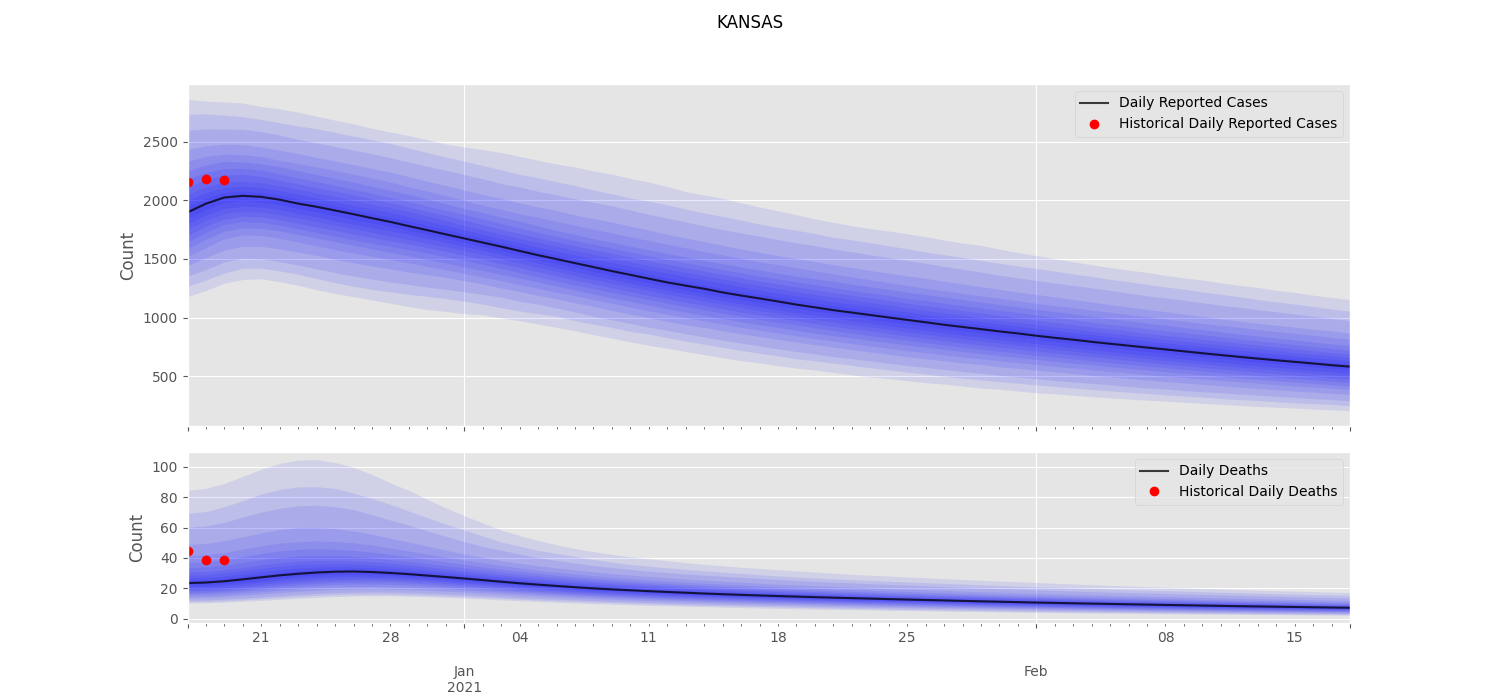 KANSAS
Daily Reported Cases
Historical Daily Reported Cases
2500
2000
1500
1000
500
Count
Daily Deaths
Historical Daily Deaths
100
80
60
40
20
0
Count
21 28 04 11 18 25 08 15
Jan Feb
2021